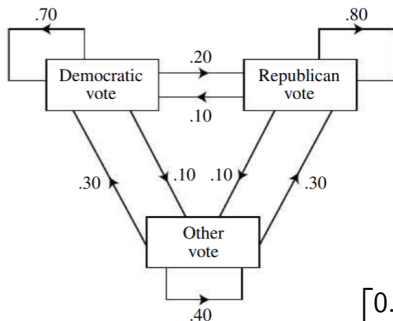 .70
.80
.20
Democratic
vote
Republican
vote
.10
.30
.10
.10
.30
Other
vote
.40
[0.